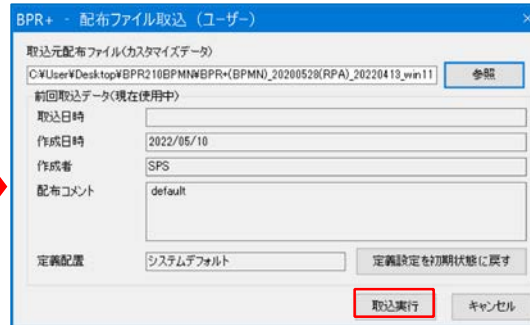 BPR+ - 配布ファイル取込 (ユーザー)
取込元配布ファイル(カスタマイズデータ)
C:¥User¥Desktop¥BPR210BPMN¥BPR+(BPMN)_20200528(RPA)_20220413_win11
参照
前回取込データ(現在使用中)
取込日時
作成日時 2022/05/10
作成者 SPS
配布コメント default
定義配置 システムデフォルト 定義設定を初期状態に戻す
取込実行 キャンセル